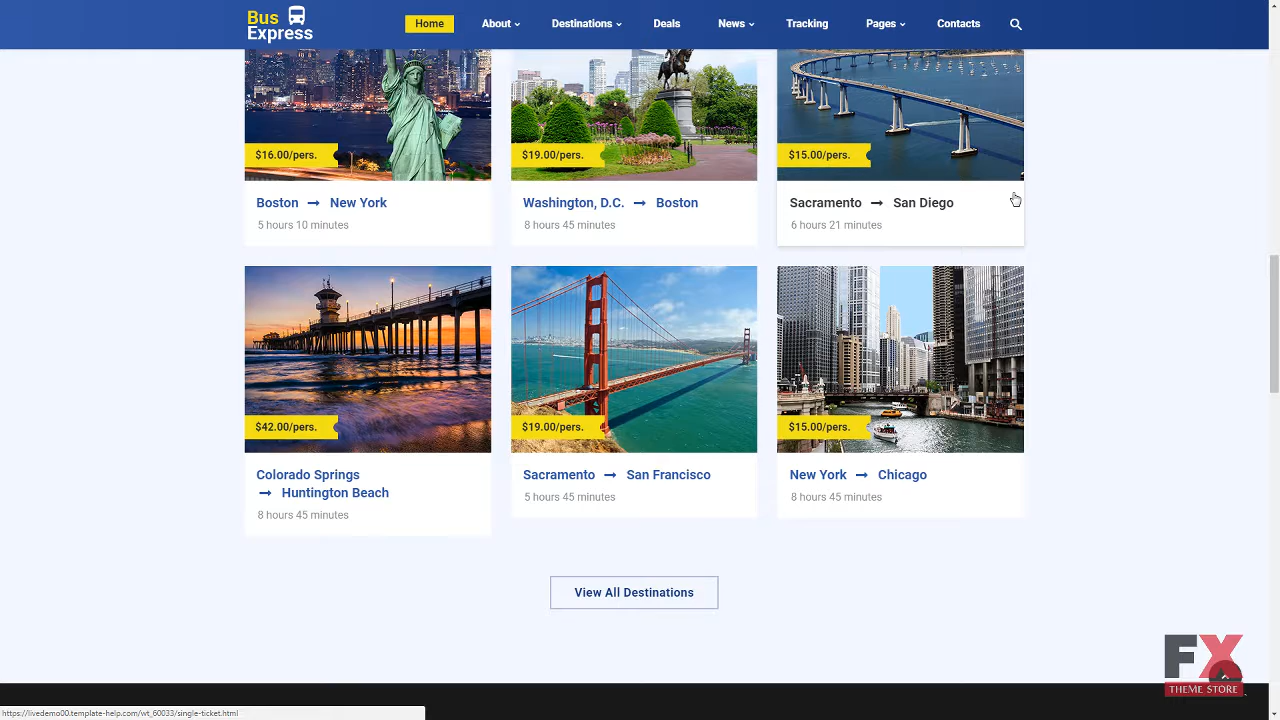 Bus
Express
Home
About
Destinations
Deals
News
Tracking
Pages
Contacts
$16.00/pers.
$19.00/pers.
$15.00/pers.
Boston → New York
5 hours 10 minutes
Washington, D.C. → Boston
8 hours 45 minutes
Sacramento → San Diego
6 hours 21 minutes
$42.00/pers.
$19.00/pers.
$15.00/pers.
Colorado Springs
→ Huntington Beach
8 hours 45 minutes
Sacramento → San Francisco
5 hours 45 minutes
New York → Chicago
8 hours 45 minutes
View All Destinations
FX
THEME STORE
https://livedemo00.template-help.com/wt_60033/single-ticket.html